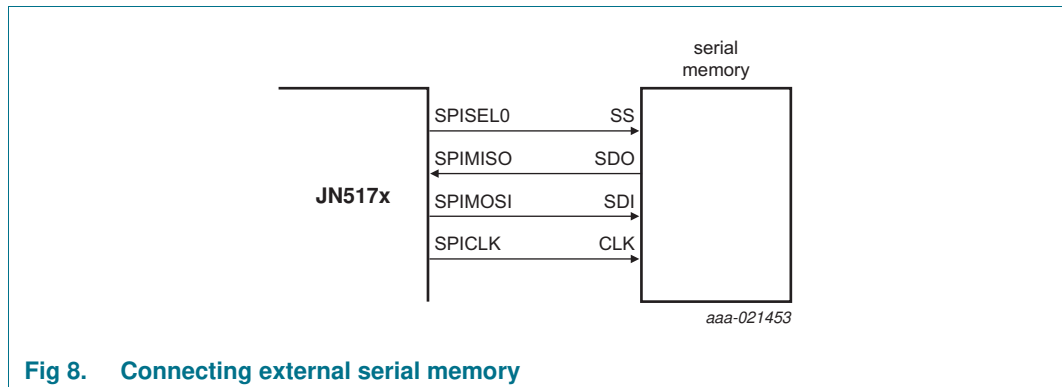 serial
memory
SPISEL0 SS
SPIMISO SDO
JN517x
SPIMOSI SDI
SPICLK CLK
aaa-021453
Fig 8. Connecting external serial memory